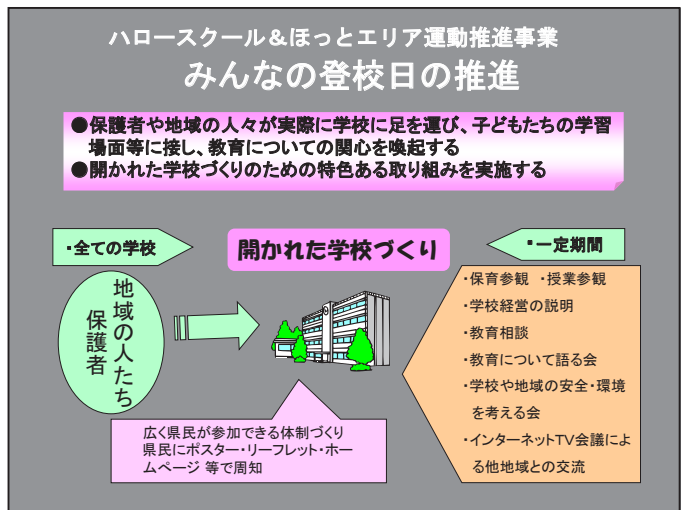 ハロースクール＆ほっとエリア運動推進事業
みんなの登校日の推進
●保護者や地域の人々が実際に学校に足を運び、子どもたちの学習
場面等に接し、教育についての関心を喚起する
●開かれた学校づくりのための特色ある取り組みを実施する
・全ての学校
開かれた学校づくり
・一定期間
地域の人たち
保護者
・保育参観 ・授業参観
・学校経営の説明
・教育相談
・教育について語る会
・学校や地域の安全・環境
を考える会
・インターネットTV会議によ
る他地域との交流
広く県民が参加できる体制づくり
県民にポスター・リーフレット・ホー
ムページ 等で周知